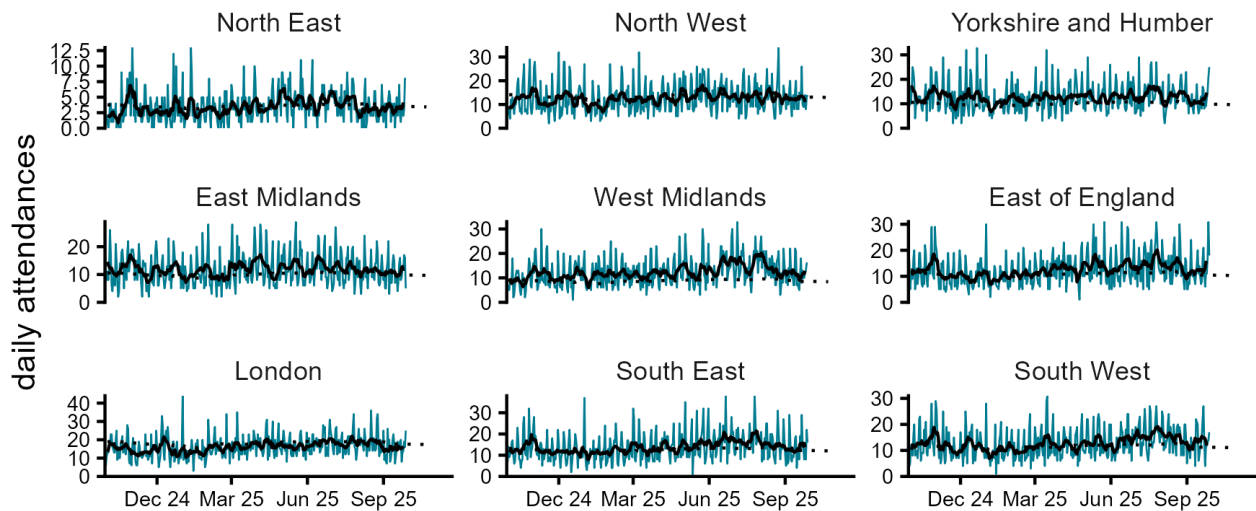 North East
North West
Yorkshire and Humber
12.5
10.0
7.5
5.0
2.5
0.0
30
20
10
0
30
20
10
0
daily attendances
East Midlands
West Midlands
East of England
20
10
0
30
20
10
0
30
20
10
0
London
South East
South West
40
30
20
10
0
30
20
10
0
30
20
10
0
Dec 24 Mar 25 Jun 25 Sep 25
Dec 24 Mar 25 Jun 25 Sep 25
Dec 24 Mar 25 Jun 25 Sep 25